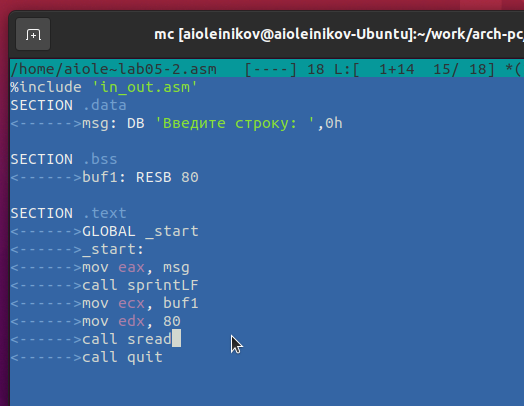 mc [aioleinikov@aioleinikov-Ubuntu]:~/work/arch-pc,
/home/aiole~lab05-2.asm [----] 18 L:[ 1+14 15/ 18] *(
%include 'in_out.asm'
SECTION .data
<------>msg: DB 'Введите строку: ',0h
SECTION .bss
<------>buf1: RESB 80
SECTION .text
<------>GLOBAL _start
<------>_start:
<------>mov eax, msg
<------>call sprintLF
<------>mov ecx, buf1
<------>mov edx, 80
<------>call sread
<------>call quit